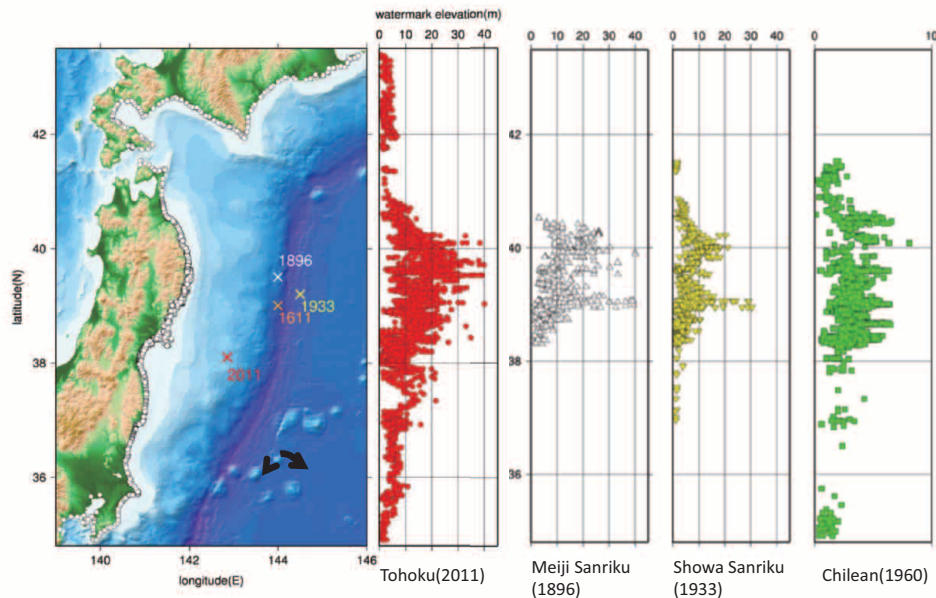 watermark elevation(m)
0 10 20 30 40
0 10 20 30 40
0 10 20 30 40
0 10
42
40
38
36
latitude(N)
1896
1933
1611
2011
42
40
38
36
140 142 144 146
longitude(E)
Tohoku(2011)
Meiji Sanriku
(1896)
Showa Sanriku
(1933)
Chilean(1960)